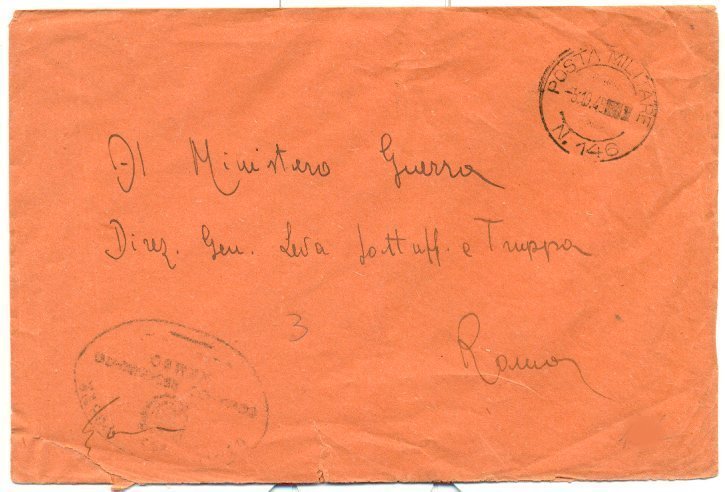 POSTA MILITARE
N. 146
Al Ministero Guerra
Direz. Gen. Leva Sottuff. e Truppa
3
Roma